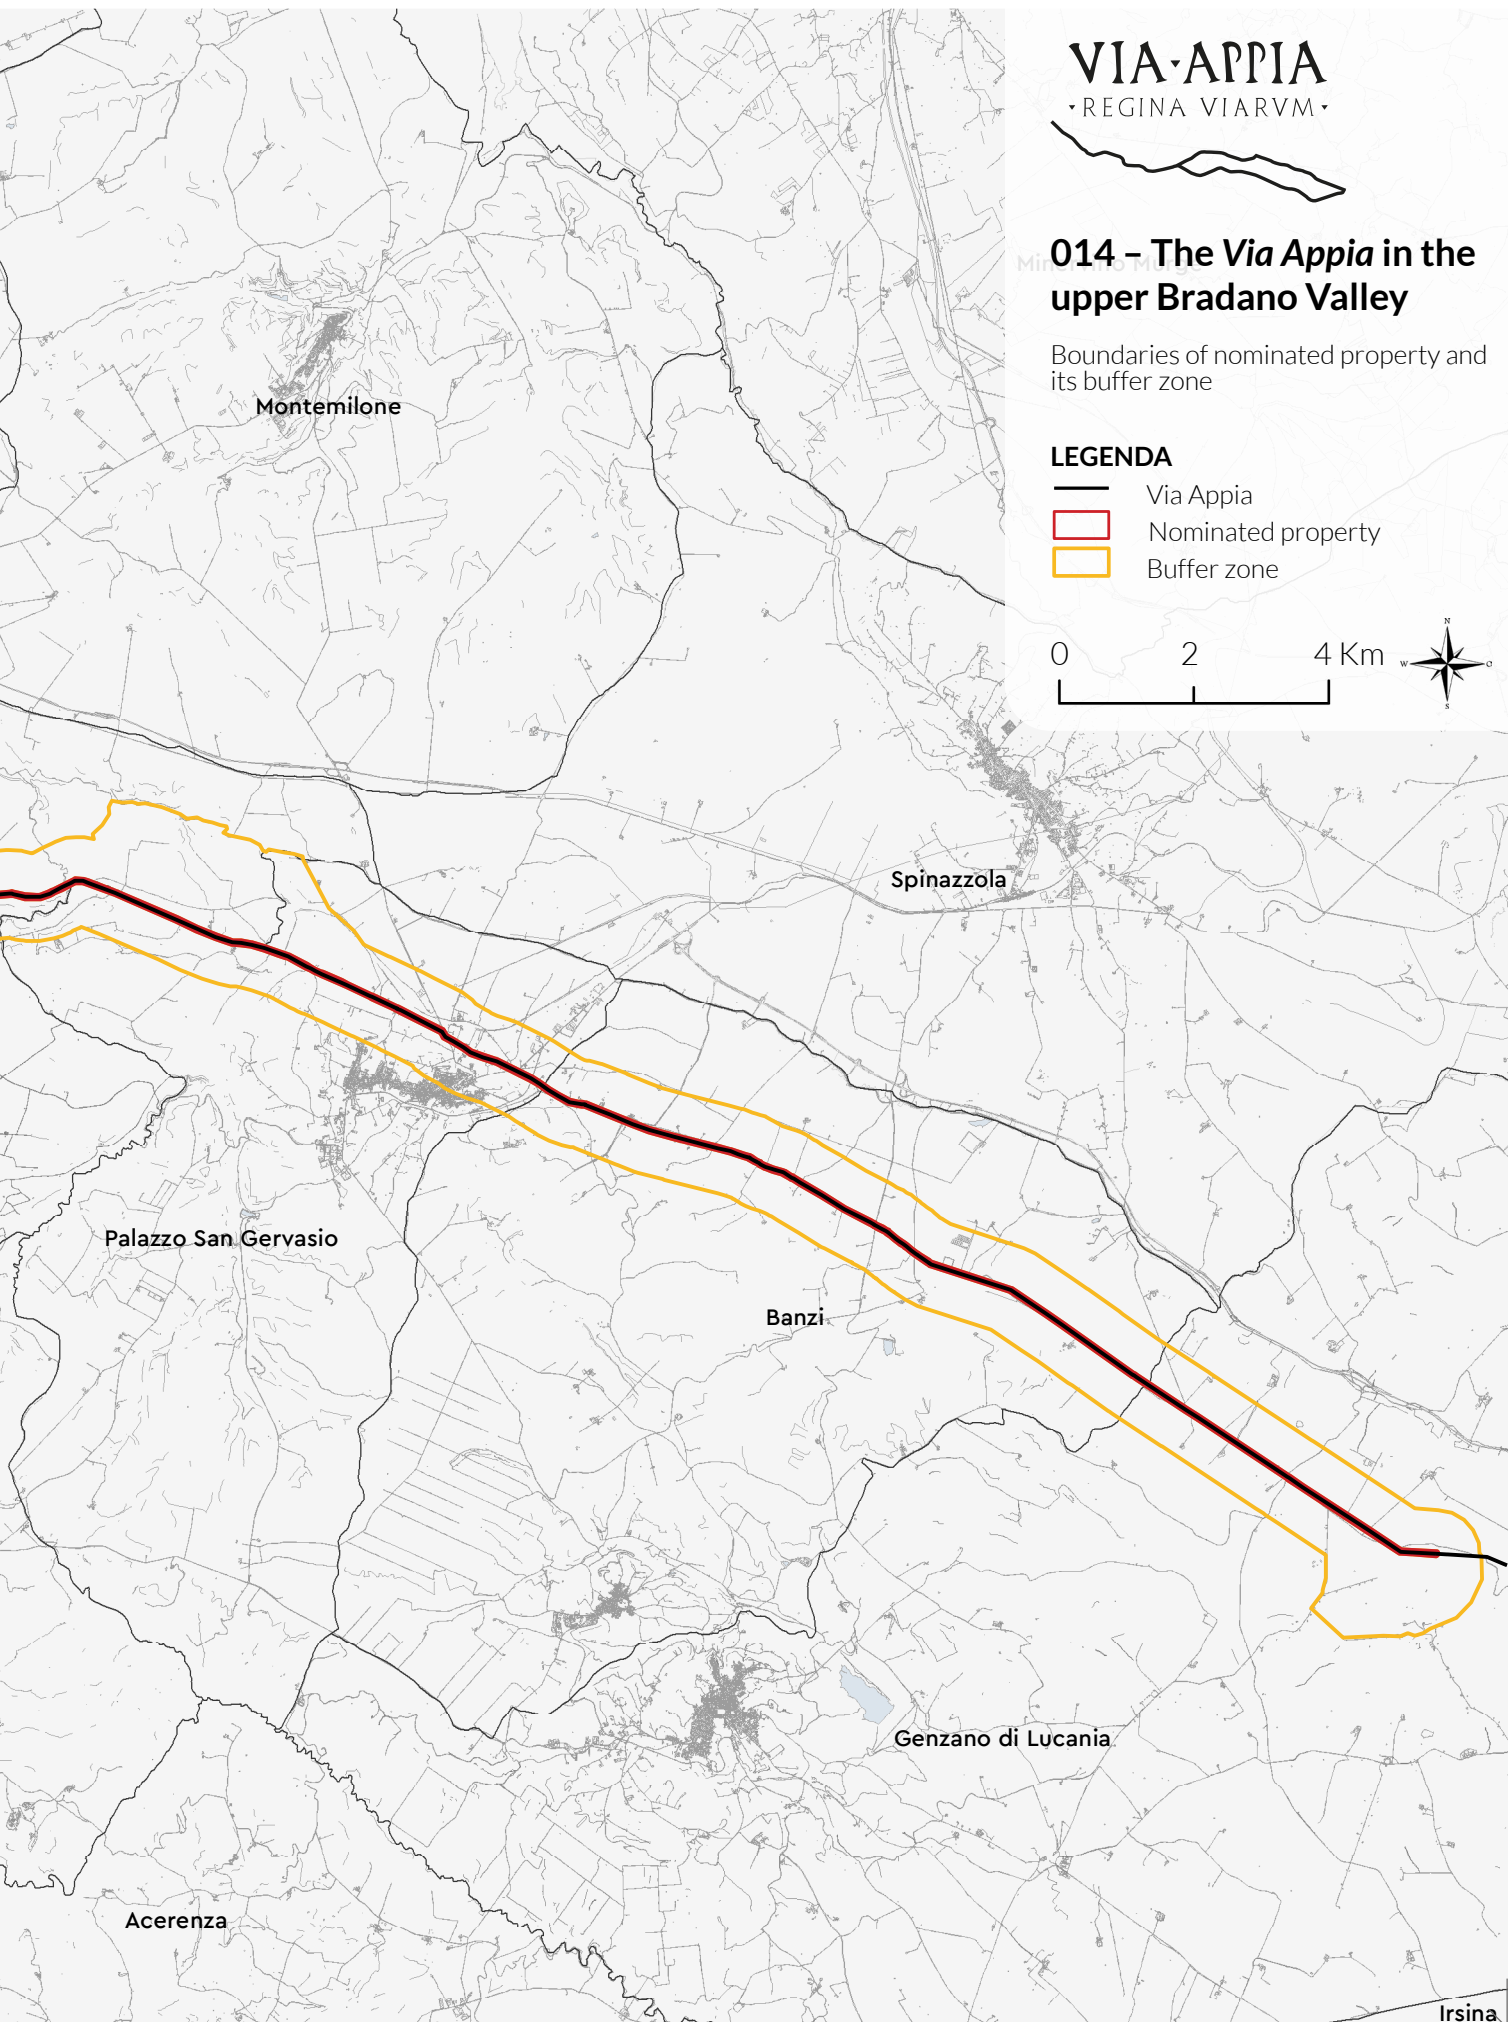 VIA·APPIA
·REGINA VIARVM·
014 – The Via Appia in the
upper Bradano Valley
Minervino Murge
Boundaries of nominated property and
its buffer zone
LEGENDA
Via Appia
Nominated property
Buffer zone
0 2 4 Km
N
W O
S
Montemilone
Spinazzola
Palazzo San Gervasio
Banzi
Genzano di Lucania
Acerenza
Irsina